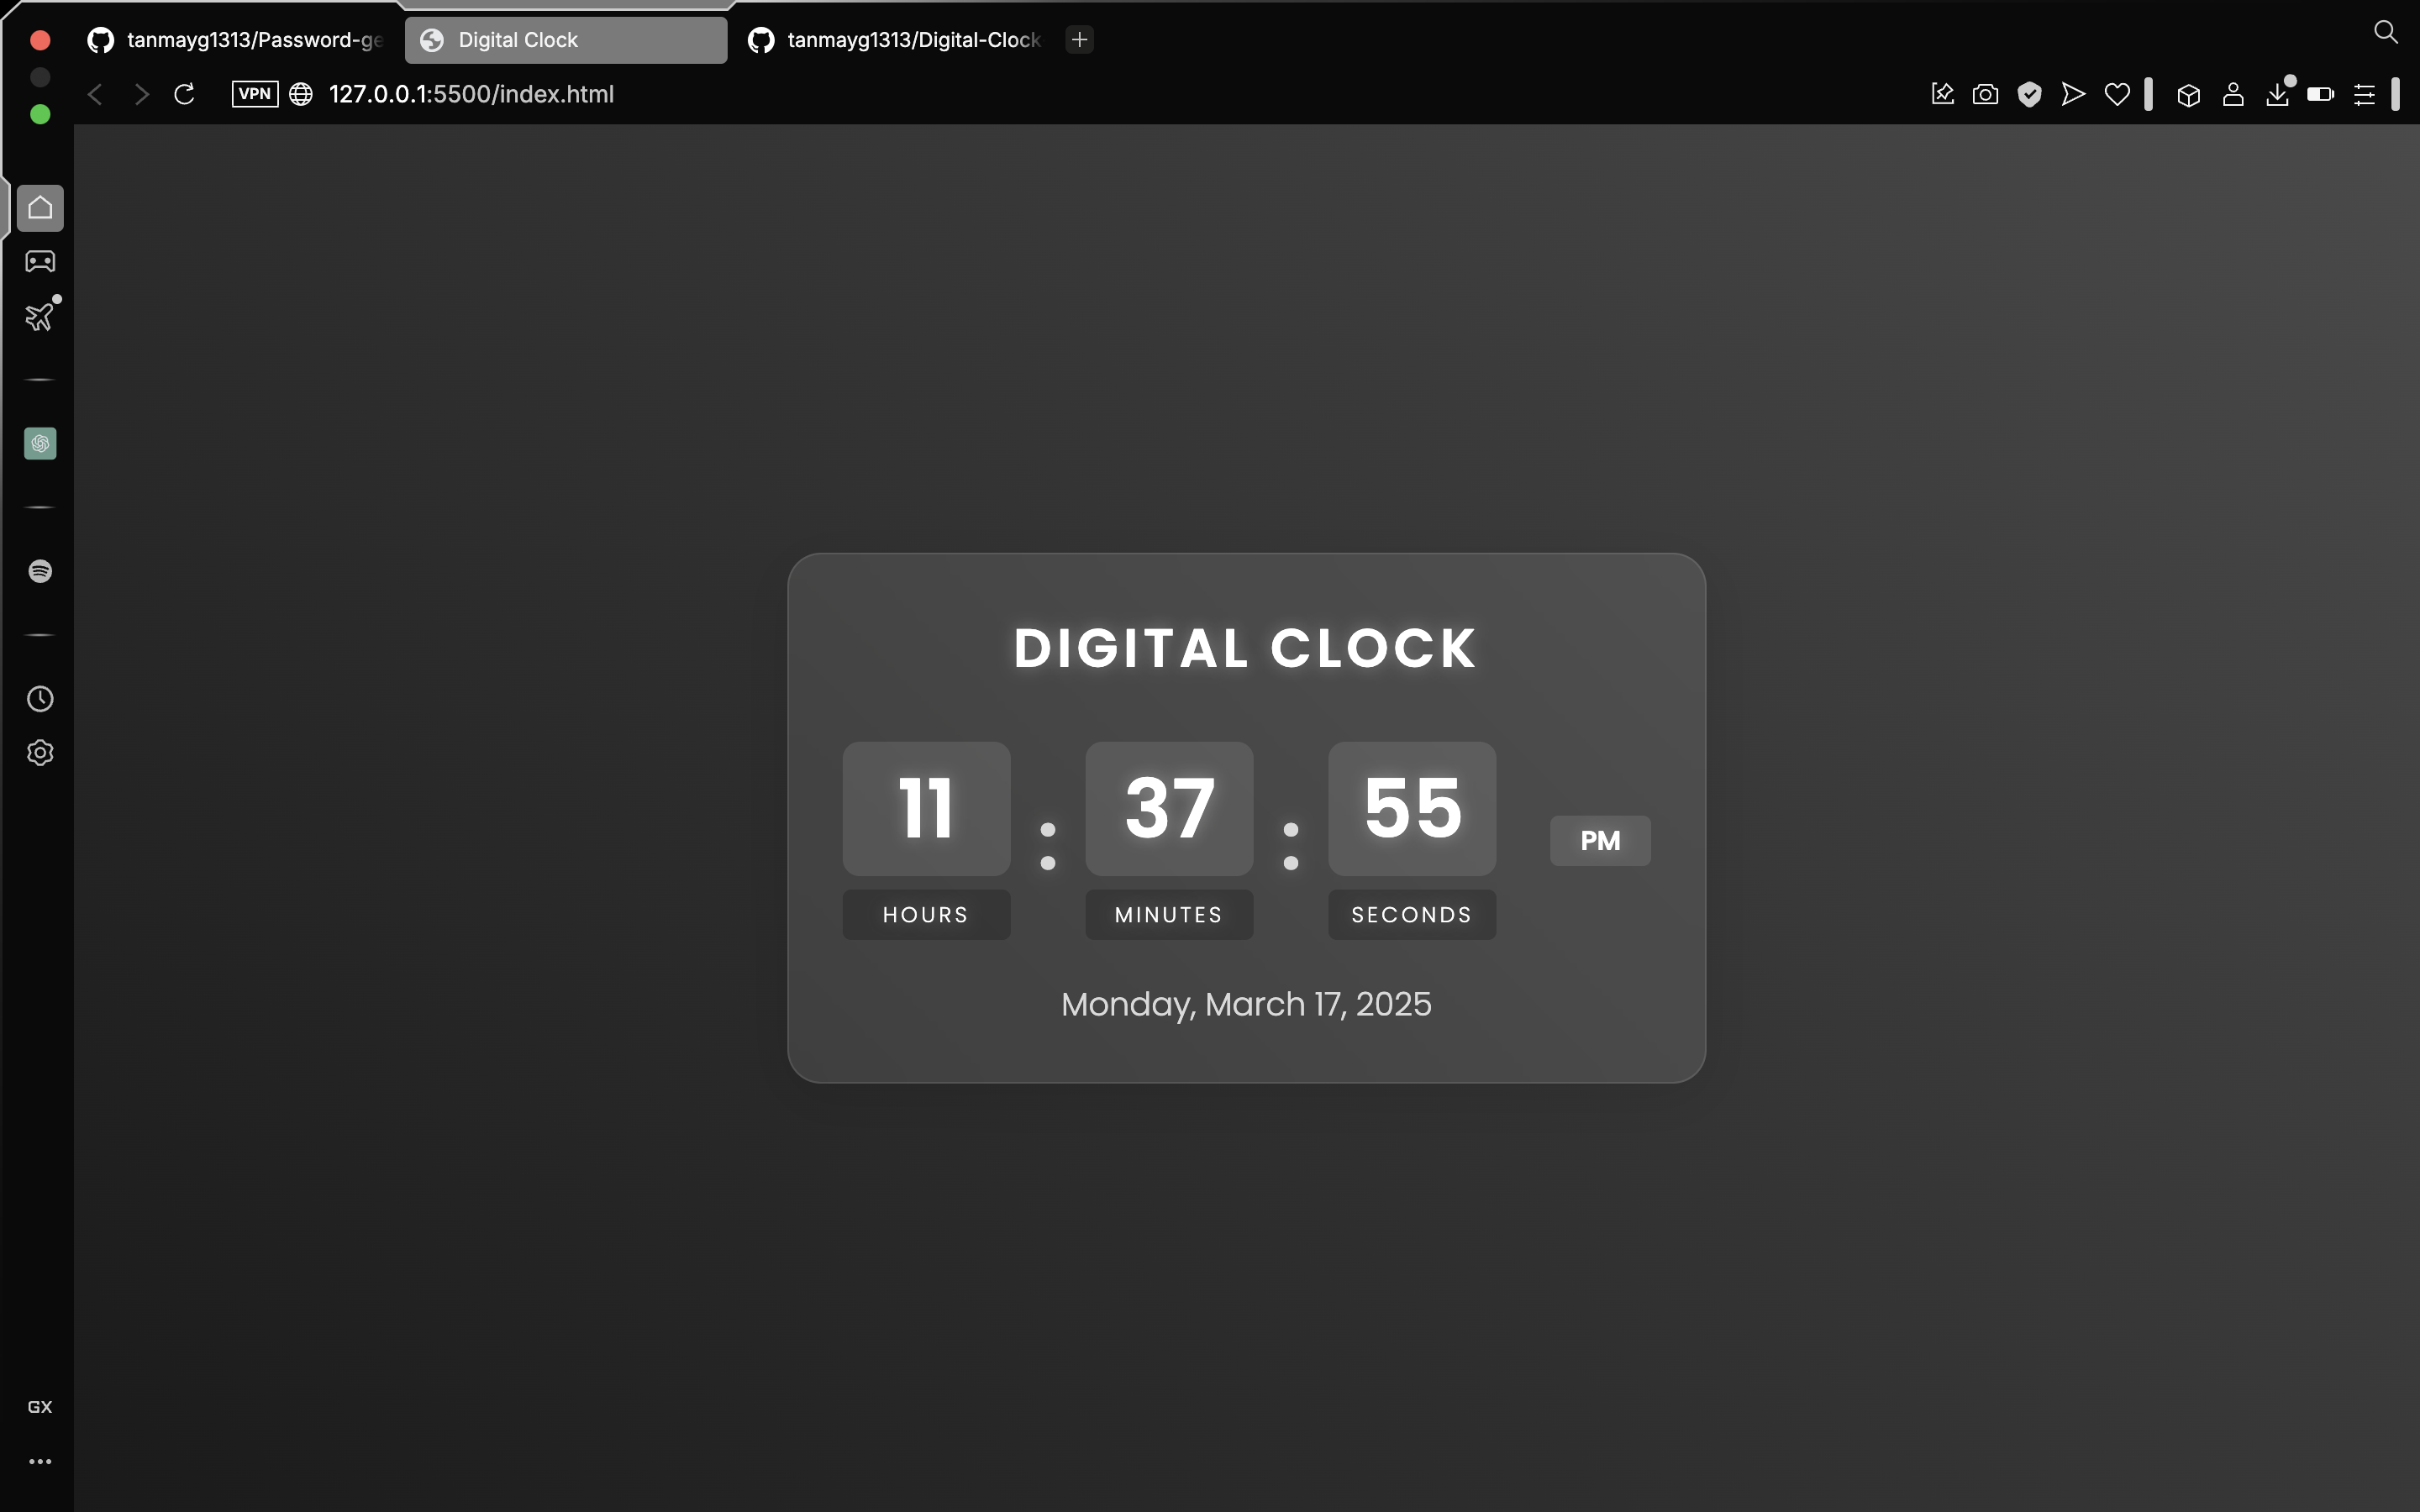 tanmayg1313/Password-ge
Digital Clock
tanmayg1313/Digital-Clock
VPN
127.0.0.1:5500/index.html
DIGITAL CLOCK
11 : 37 : 55 PM
HOURS MINUTES SECONDS
Monday, March 17, 2025
GX